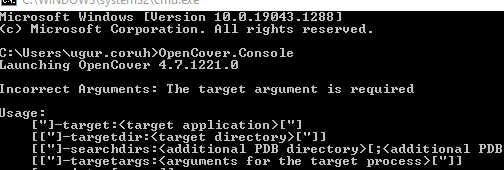 C:\WINDOWS\system32\cmd.exe
Microsoft Windows [Version 10.0.19043.1288]
(c) Microsoft Corporation. All rights reserved.
C:\Users\ugur.coruh>OpenCover.Console
Launching OpenCover 4.7.1221.0
Incorrect Arguments: The target argument is required
Usage:
["]-target:<target application>["]
[["]-targetdir:<target directory>["]]
[["]-searchdirs:<additional PDB directory>[;<additional PDB
[["]-targetargs:<arguments for the target process>["]]